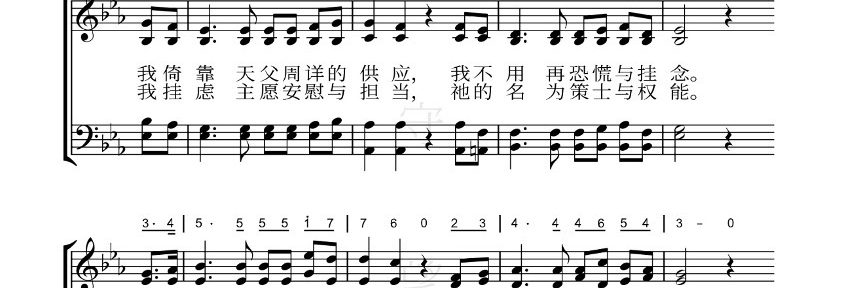 我倚靠天父周详的供应，我不用再恐慌与挂念。
我挂虑主愿安慰与担当，祂的名为策士与权能。
3· 4 | 5· 5 5 5 i 7 | 7 6 0 2 3 | 4· 4 4 6 5 4 | 3 - 0